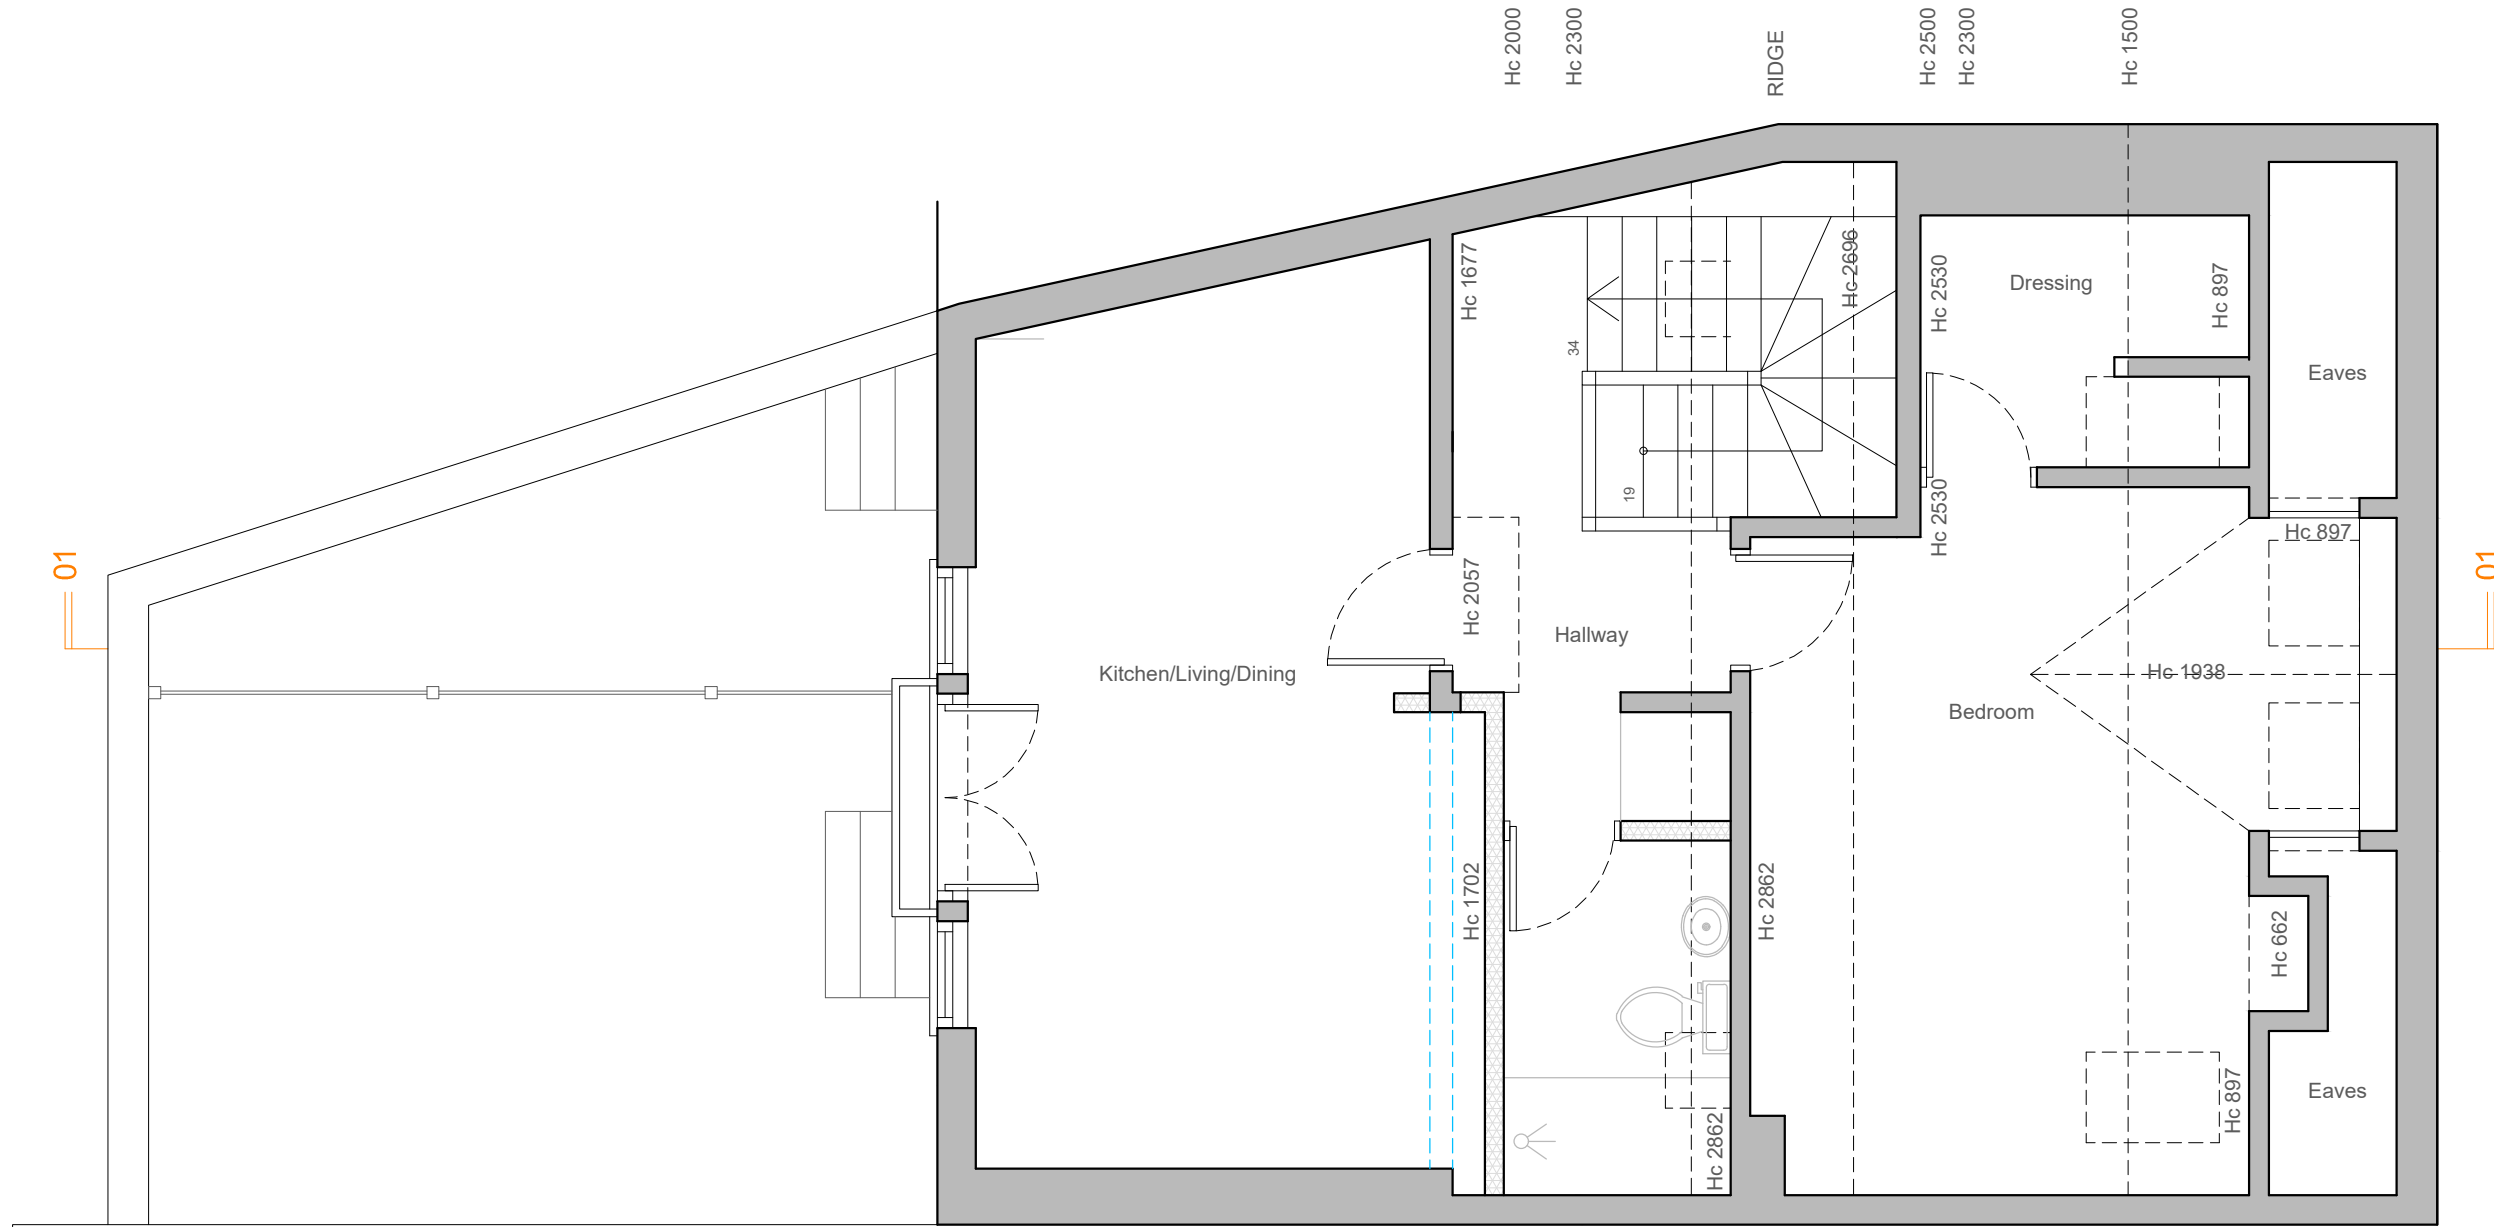 Hc 2000
Hc 2300
RIDGE
Hc 2500
Hc 2300
Hc 1500
Hc 1677
Hc 2696
Hc 2530
Dressing
Hc 897
34
Eaves
19
Hc 2530
Hc 897
01
01
Hc 2057
Hallway
Kitchen/Living/Dining
Hc 1938
Bedroom
Hc 1702
Hc 2862
Hc 662
Hc 897
Eaves
Hc 2862